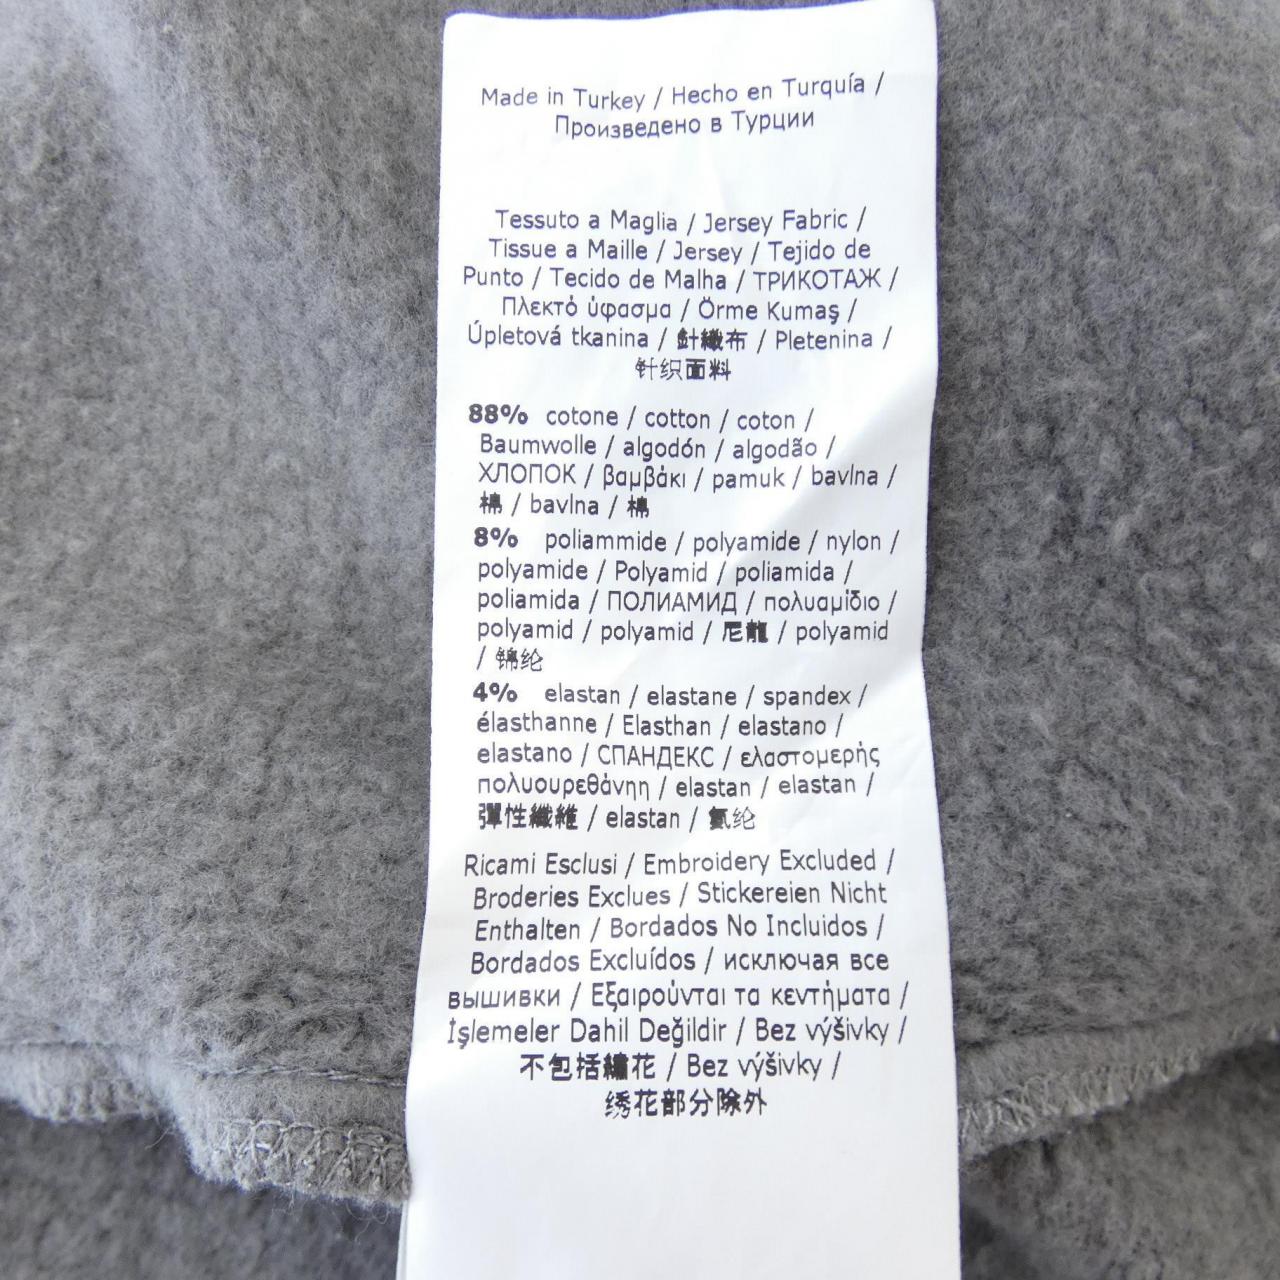 Made in Turkey / Hecho en Turquía /
Произведено в Турции
Tessuto a Maglia / Jersey Fabric /
Tissue a Maille / Jersey / Tejido de
Punto / Tecido de Malha / ТРИКОТАЖ /
Πλεκτό ύφασμα / Örme Kumaş /
Úpletová tkanina / 針織布 / Pletenina /
针织面料
88% cotone / cotton / coton /
Baumwolle / algodón / algodão /
ХЛОПОК / βαμβάκι / pamuk / bavlna /
棉 / bavlna / 棉
8% poliammide / polyamide / nylon /
polyamide / Polyamid / poliamida /
poliamida / ПОЛИАМИД / πολυαμίδιο /
polyamid / polyamid / 尼龍 / polyamid
/ 锦纶
4% elastan / elastane / spandex /
élasthanne / Elasthan / elastano /
elastano / СПАНДЕКС / ελαστομερής
πολυουρεθάνηη / elastan / elastan /
彈性纖維 / elastan / 氨纶
Ricami Esclusi / Embroidery Excluded /
Broderies Exclues / Stickereien Nicht
Enthalten / Bordados No Incluidos /
Bordados Excluídos / исключая все
вышивки / Εξαιρούνται τα κεντήματα /
İşlemeler Dahil Değildir / Bez výšivky /
不包括繡花 / Bez výšivky /
绣花部分除外